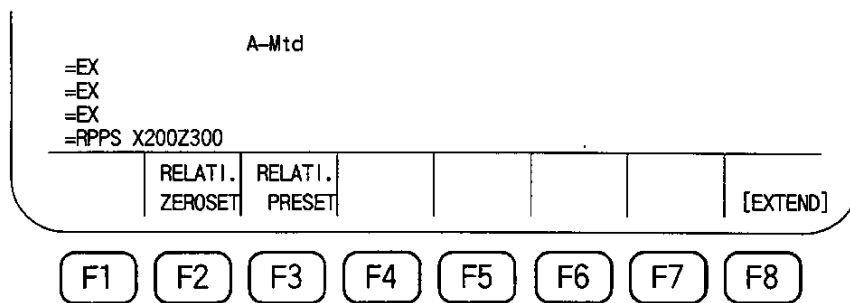 A-Mtd
=EX
=EX
=EX
=RPPS X200Z300
RELATI. RELATI.
ZEROSET PRESET [EXTEND]
F1 F2 F3 F4 F5 F6 F7 F8